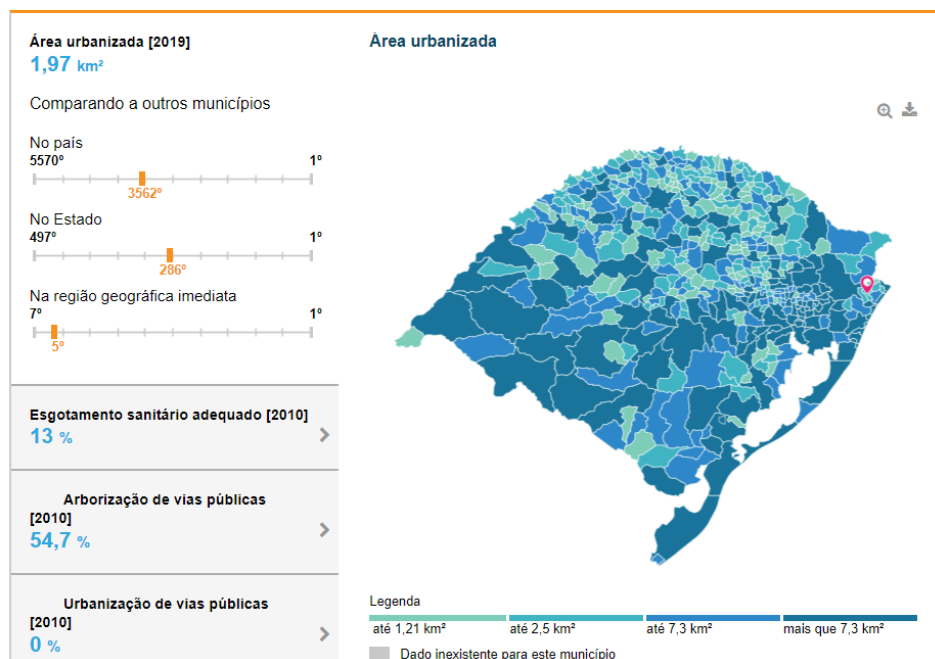 Área urbanizada [2019]
1,97 km²
Comparando a outros municípios
No país
5570º 1º
3562º
No Estado
497º 1º
286º
Na região geográfica imediata
7º 1º
5º
Esgotamento sanitário adequado [2010]
13 %
Arborização de vias públicas
[2010]
54,7 %
Urbanização de vias públicas
[2010]
0 %
Área urbanizada
Legenda
até 1,21 km² até 2,5 km² até 7,3 km² mais que 7,3 km²
Dado inexistente para este município